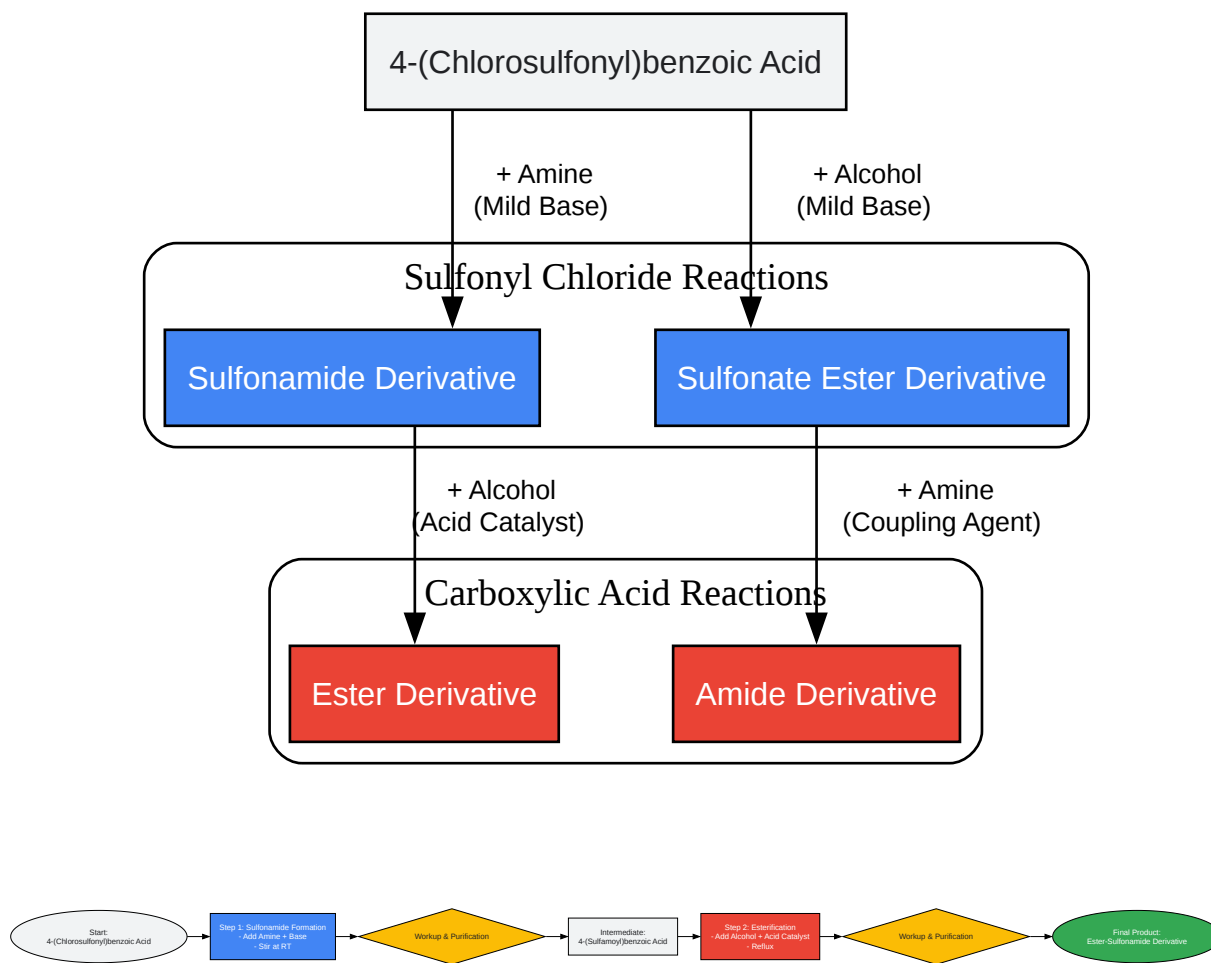 4-(Chlorosulfonyl)benzoic Acid
+ Amine
(Mild Base)
+ Alcohol
(Mild Base)
Sulfonyl Chloride Reactions
Sulfonamide Derivative
Sulfonate Ester Derivative
+ Alcohol
(Acid Catalyst)
+ Amine
(Coupling Agent)
Carboxylic Acid Reactions
Ester Derivative
Amide Derivative
Start:
4-(Chlorosulfonyl)benzoic Acid
Step 1: Sulfonamide Formation
- Add Amine + Base
- Stir at RT
Workup & Purification
Intermediate:
4-(Sulfamoyl)benzoic Acid
Step 2: Esterification
- Add Alcohol + Acid Catalyst
- Reflux
Workup & Purification
Final Product:
Ester-Sulfonamide Derivative